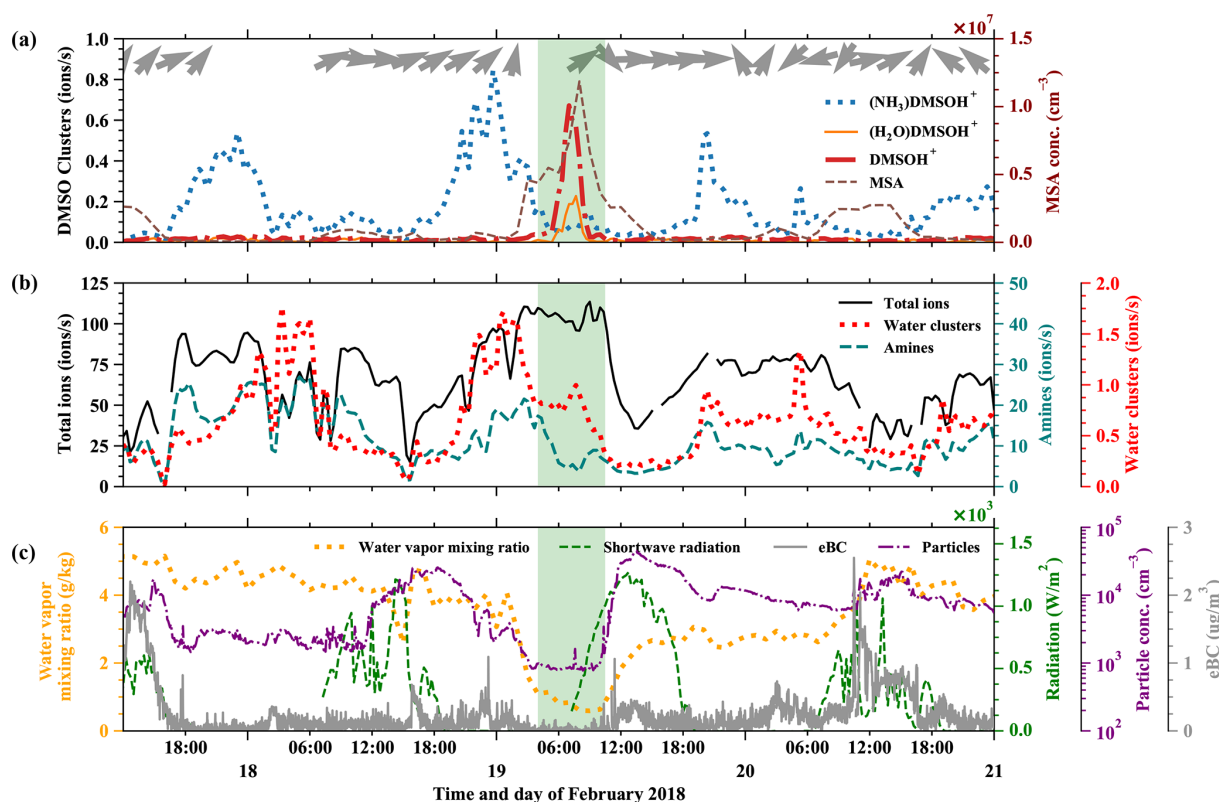 ×10⁷
(a)
1.0
0.8
0.6
0.4
0.2
0.0
DMSO Clusters (ions/s)
(NH₃)DMSOH⁺
(H₂O)DMSOH⁺
DMSOH⁺
MSA
1.5
1.0
0.5
0.0
MSA conc. (cm⁻³)
(b)
125
100
75
50
25
0
Total ions (ions/s)
Total ions
Water clusters
Amines
50
40
30
20
10
0
Amines (ions/s)
2.0
1.5
1.0
0.5
0.0
Water clusters (ions/s)
×10³
(c)
6
4
2
0
Water vapor
mixing ratio (g/kg)
Water vapor mixing ratio
Shortwave radiation
eBC
Particles
1.5
1.0
0.5
0.0
Radiation (W/m²)
10⁵
10⁴
10³
10²
Particle conc. (cm⁻³)
3
2
1
0
eBC (ug/m³)
18:00 06:00 12:00 18:00 06:00 12:00 18:00 06:00 12:00 18:00
18 19 20 21
Time and day of February 2018